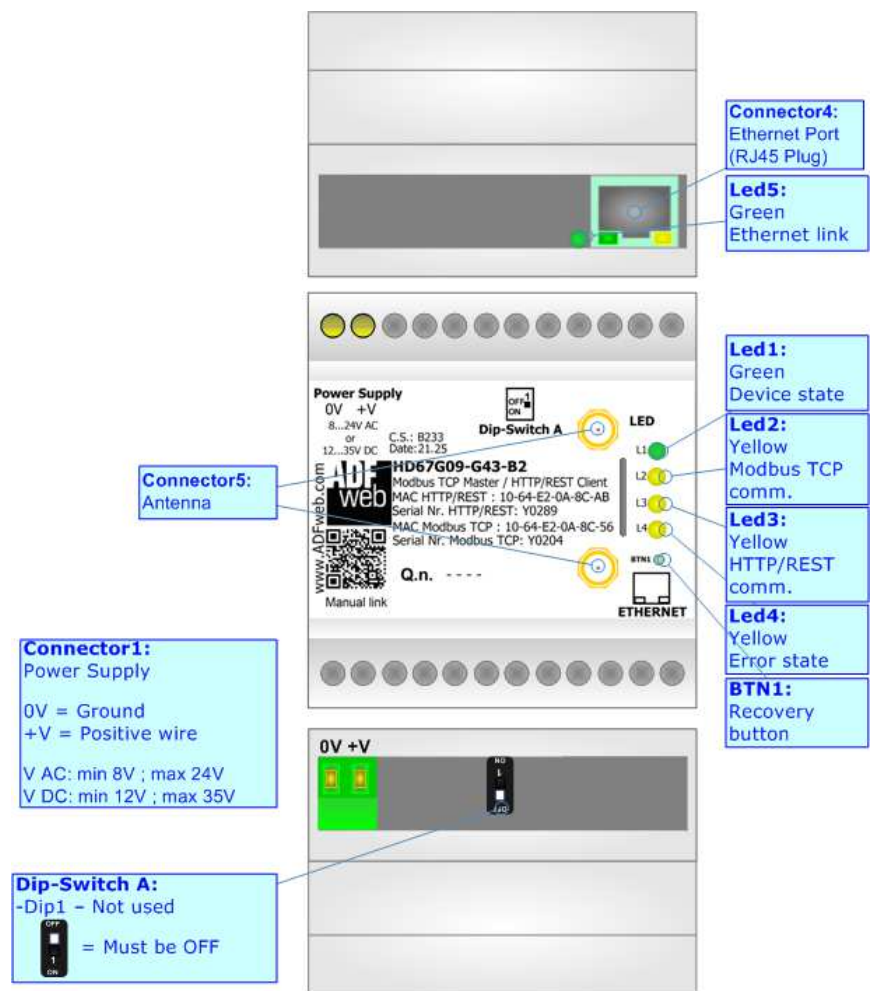 Connector4:
Ethernet Port
(RJ45 Plug)
Led5:
Green
Ethernet link
Power Supply
0V +V
8...24V AC
or
12...35V DC
C.S.: B233
Date:21.25
OFF 1
ON
Dip-Switch A
LED
L1
L2
L3
L4
BTN1
ETHERNET
www.ADFweb.com
ADF
web
HD67G09-G43-B2
Modbus TCP Master / HTTP/REST Client
MAC HTTP/REST : 10-64-E2-0A-8C-AB
Serial Nr. HTTP/REST: Y0289
MAC Modbus TCP : 10-64-E2-0A-8C-56
Serial Nr. Modbus TCP: Y0204
Q.n. - - - -
Manual link
Led1:
Green
Device state
Led2:
Yellow
Modbus TCP
comm.
Led3:
Yellow
HTTP/REST
comm.
Led4:
Yellow
Error state
BTN1:
Recovery
button
Connector5:
Antenna
Connector1:
Power Supply
0V = Ground
+V = Positive wire
V AC: min 8V ; max 24V
V DC: min 12V ; max 35V
0V +V
ON
1
OFF
Dip-Switch A:
-Dip1 – Not used
OFF
1
ON
= Must be OFF